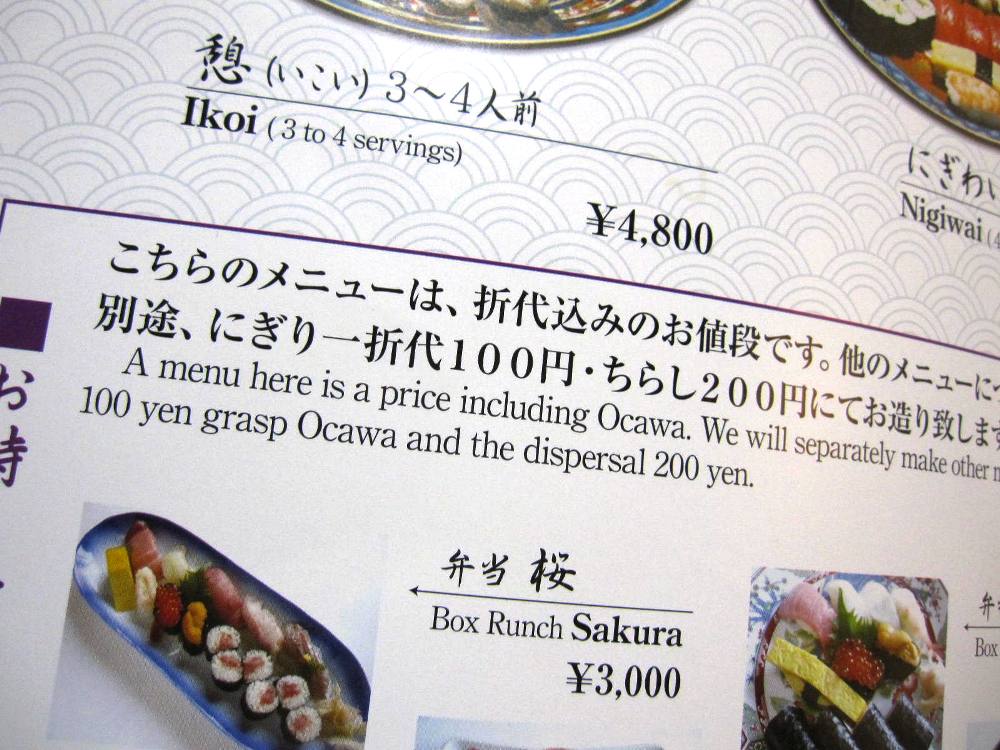 憩 (いこい) 3〜4人前
Ikoi (3 to 4 servings)
¥4,800
にぎわい
Nigiwai (4
こちらのメニューは、折代込みのお値段です。他のメニューに
別途、にぎり一折代１００円・ちらし２００円にてお造り致します
A menu here is a price including Ocawa. We will separately make other
100 yen grasp Ocawa and the dispersal 200 yen.
お
持
弁当 桜
Box Runch Sakura
¥3,000
弁
Box